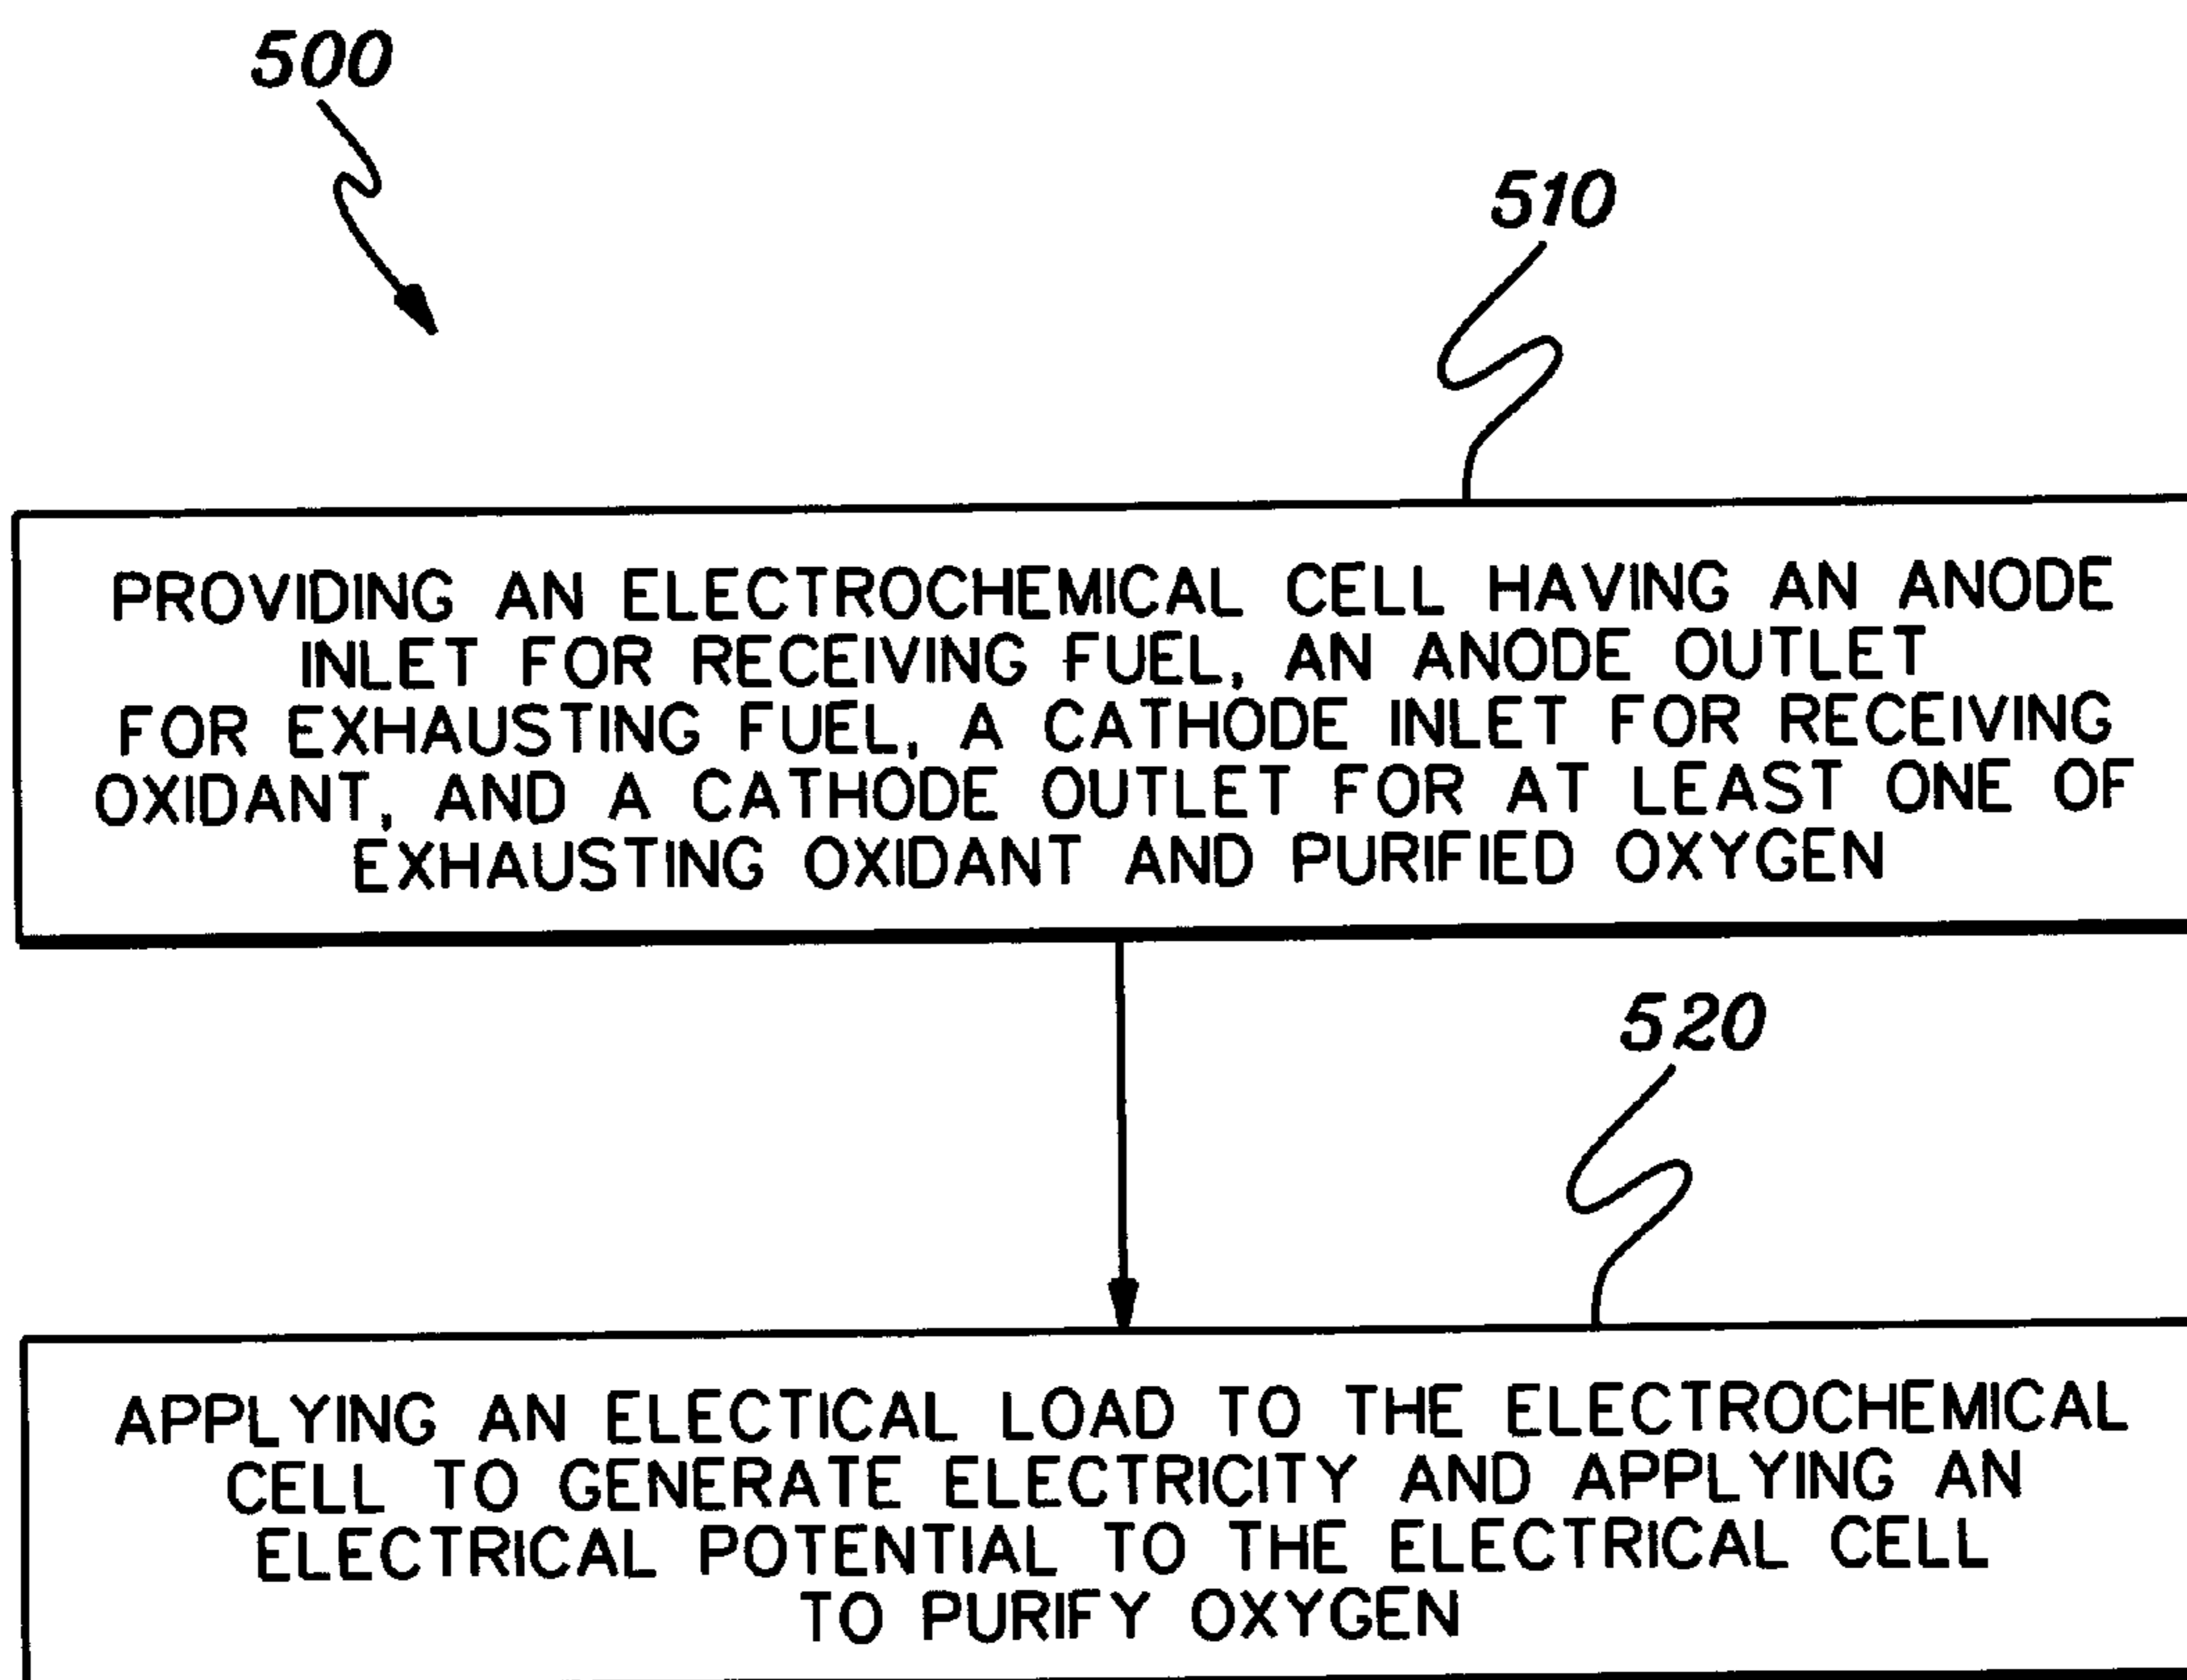 500
510
PROVIDING AN ELECTROCHEMICAL CELL HAVING AN ANODE
INLET FOR RECEIVING FUEL, AN ANODE OUTLET
FOR EXHAUSTING FUEL, A CATHODE INLET FOR RECEIVING
OXIDANT, AND A CATHODE OUTLET FOR AT LEAST ONE OF
EXHAUSTING OXIDANT AND PURIFIED OXYGEN
520
APPLYING AN ELECTICAL LOAD TO THE ELECTROCHEMICAL
CELL TO GENERATE ELECTRICITY AND APPLYING AN
ELECTRICAL POTENTIAL TO THE ELECTRICAL CELL
TO PURIFY OXYGEN